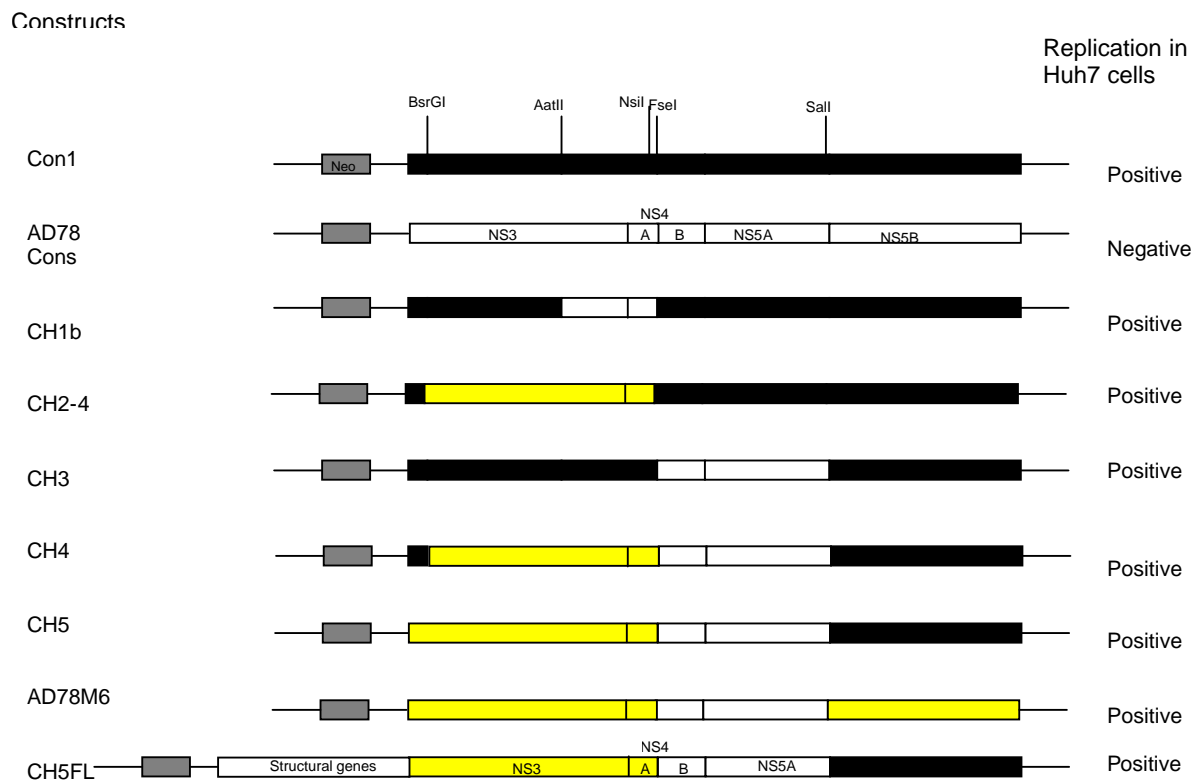 Constructs
Replication in
Huh7 cells
BsrGI AatII NsiI FseI SalI
Con1 Neo Positive
NS4
AD78 NS3 A B NS5A NS5B
Cons Negative
CH1b Positive
CH2-4 Positive
CH3 Positive
CH4 Positive
CH5 Positive
AD78M6 Positive
NS4
CH5FL Structural genes NS3 A B NS5A Positive